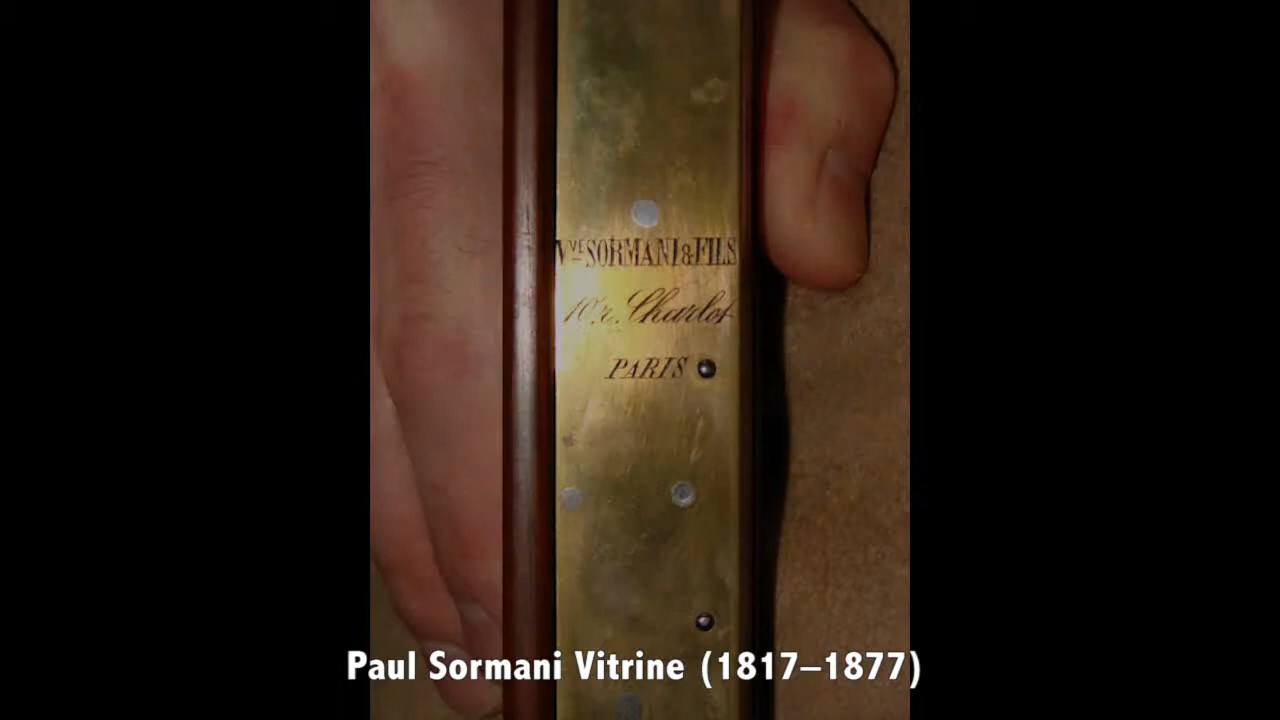 Vve SORMANI & FILS
10, r. Charlot
PARIS
Paul Sormani Vitrine (1817–1877)